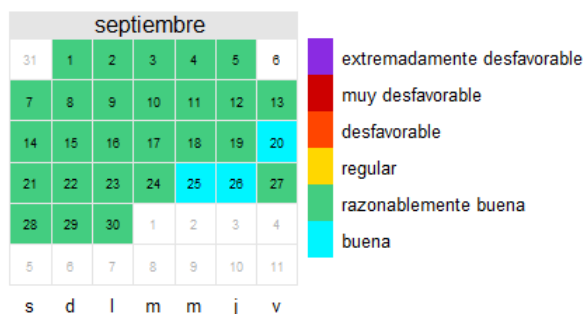 septiembre
31 1 2 3 4 5 6
7 8 9 10 11 12 13
14 15 16 17 18 19 20
21 22 23 24 25 26 27
28 29 30 1 2 3 4
5 6 7 8 9 10 11
s d l m m j v
extremadamente desfavorable
muy desfavorable
desfavorable
regular
razonablemente buena
buena